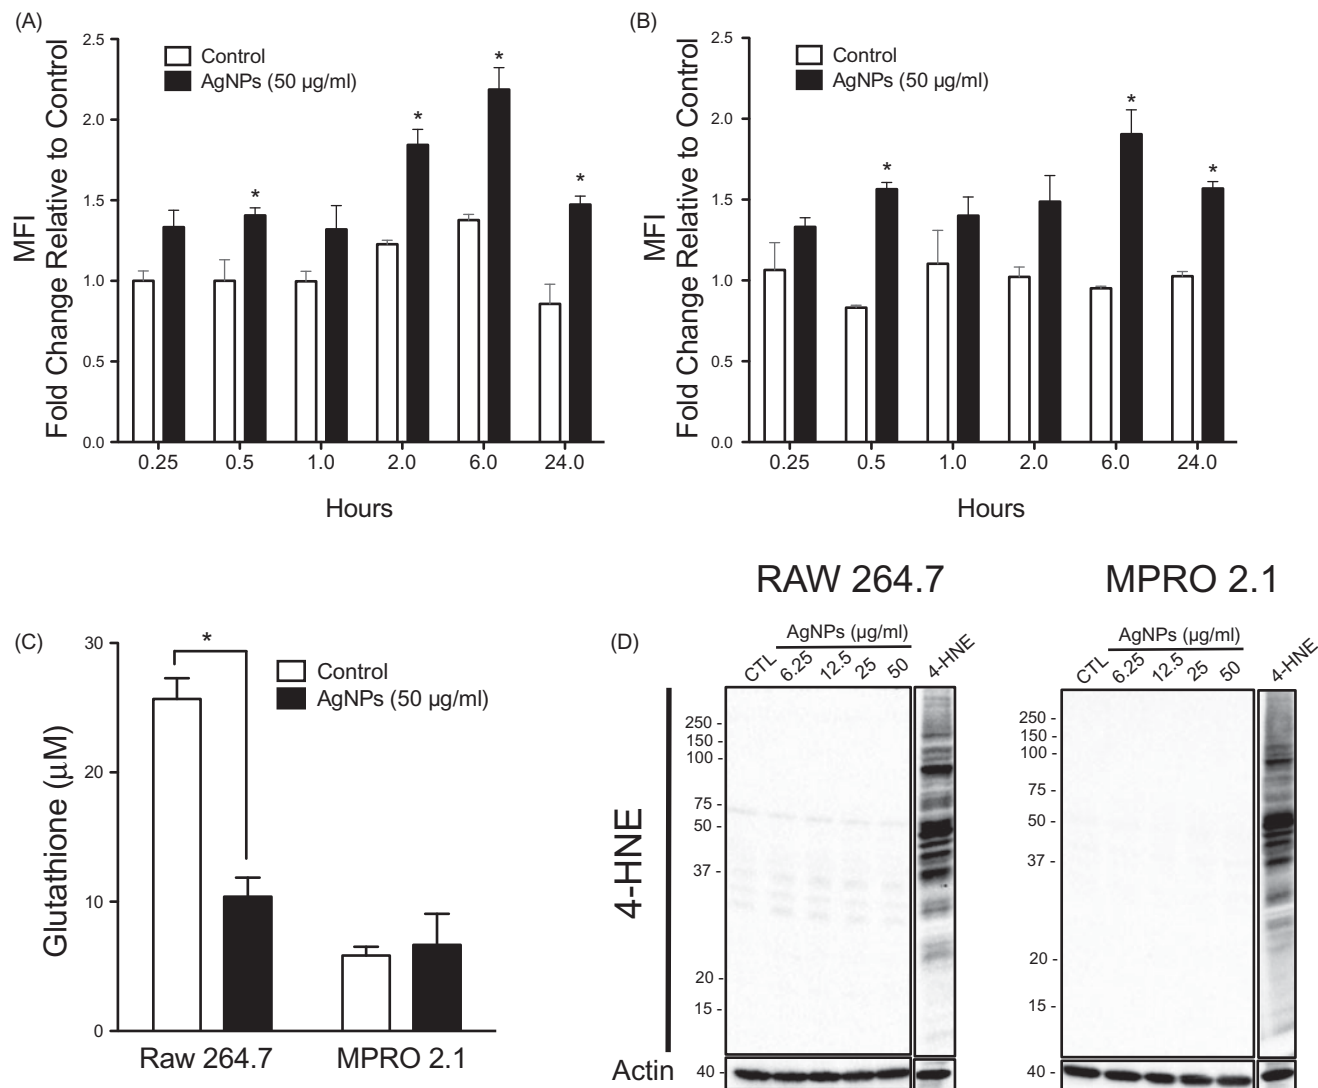 (A)
MFI
Fold Change Relative to Control
2.5
2.0
1.5
1.0
0.5
0.0
Control
AgNPs (50 µg/ml)
* * * *
0.25 0.5 1.0 2.0 6.0 24.0
Hours
(B)
MFI
Fold Change Relative to Control
2.5
2.0
1.5
1.0
0.5
0.0
Control
AgNPs (50 µg/ml)
* * *
0.25 0.5 1.0 2.0 6.0 24.0
Hours
(C)
Glutathione (µM)
30
20
10
0
*
Control
AgNPs (50 µg/ml)
Raw 264.7 MPRO 2.1
(D)
RAW 264.7
AgNPs (µg/ml)
CTL 6.25 12.5 25 50 4-HNE
4-HNE
250 -
150 -
100 -
75 -
50 -
37 -
20 -
15 -
Actin 40 -
MPRO 2.1
AgNPs (µg/ml)
CTL 6.25 12.5 25 50 4-HNE
250 -
150 -
100 -
75 -
50 -
37 -
20 -
15 -
40 -